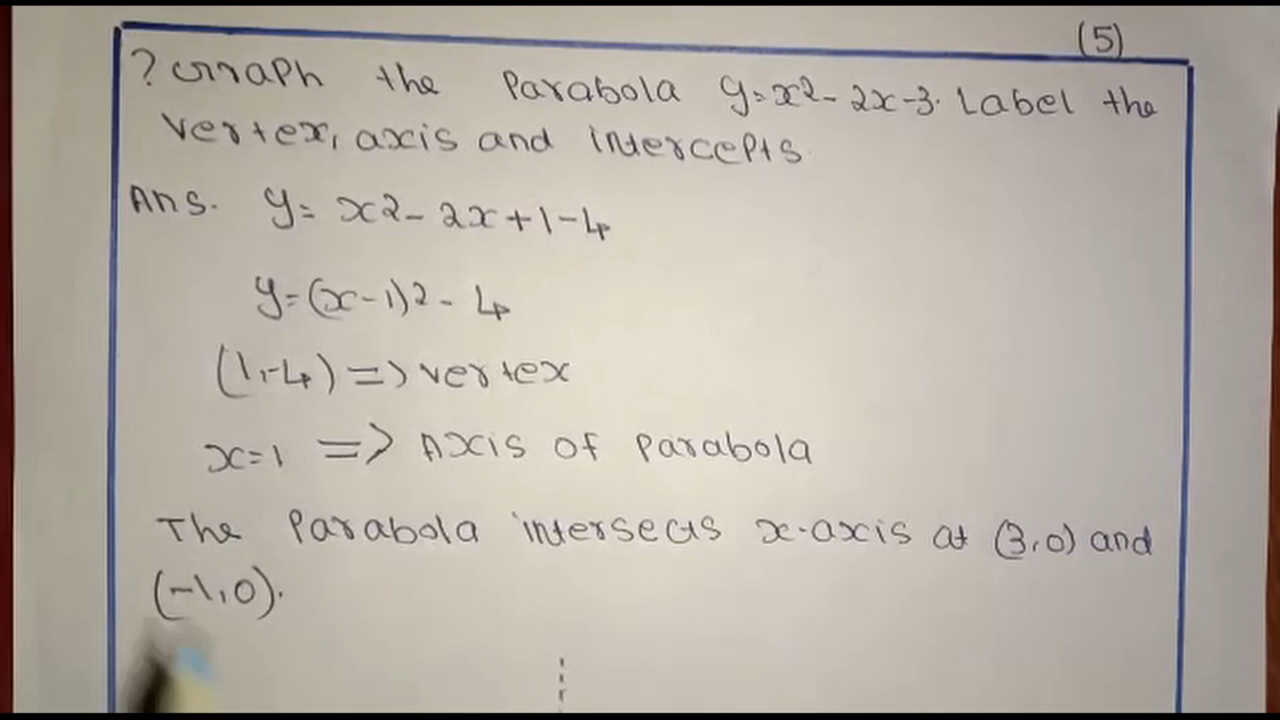 (5)
? Graph the Parabola y=x2-2x-3. Label the
vertex, axis and intercepts
Ans. y= x2-2x+1-4
y=(x-1)2-4
(1,-4) => vertex
x=1 => Axis of parabola
The Parabola intersects x-axis at (3,0) and
(-1,0).